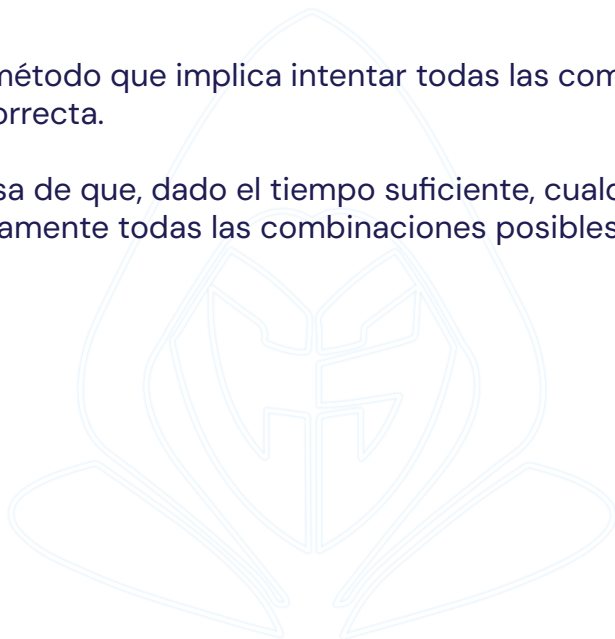 método que implica intentar todas las com
orrecta.
sa de que, dado el tiempo suficiente, cualq
amente todas las combinaciones posibles